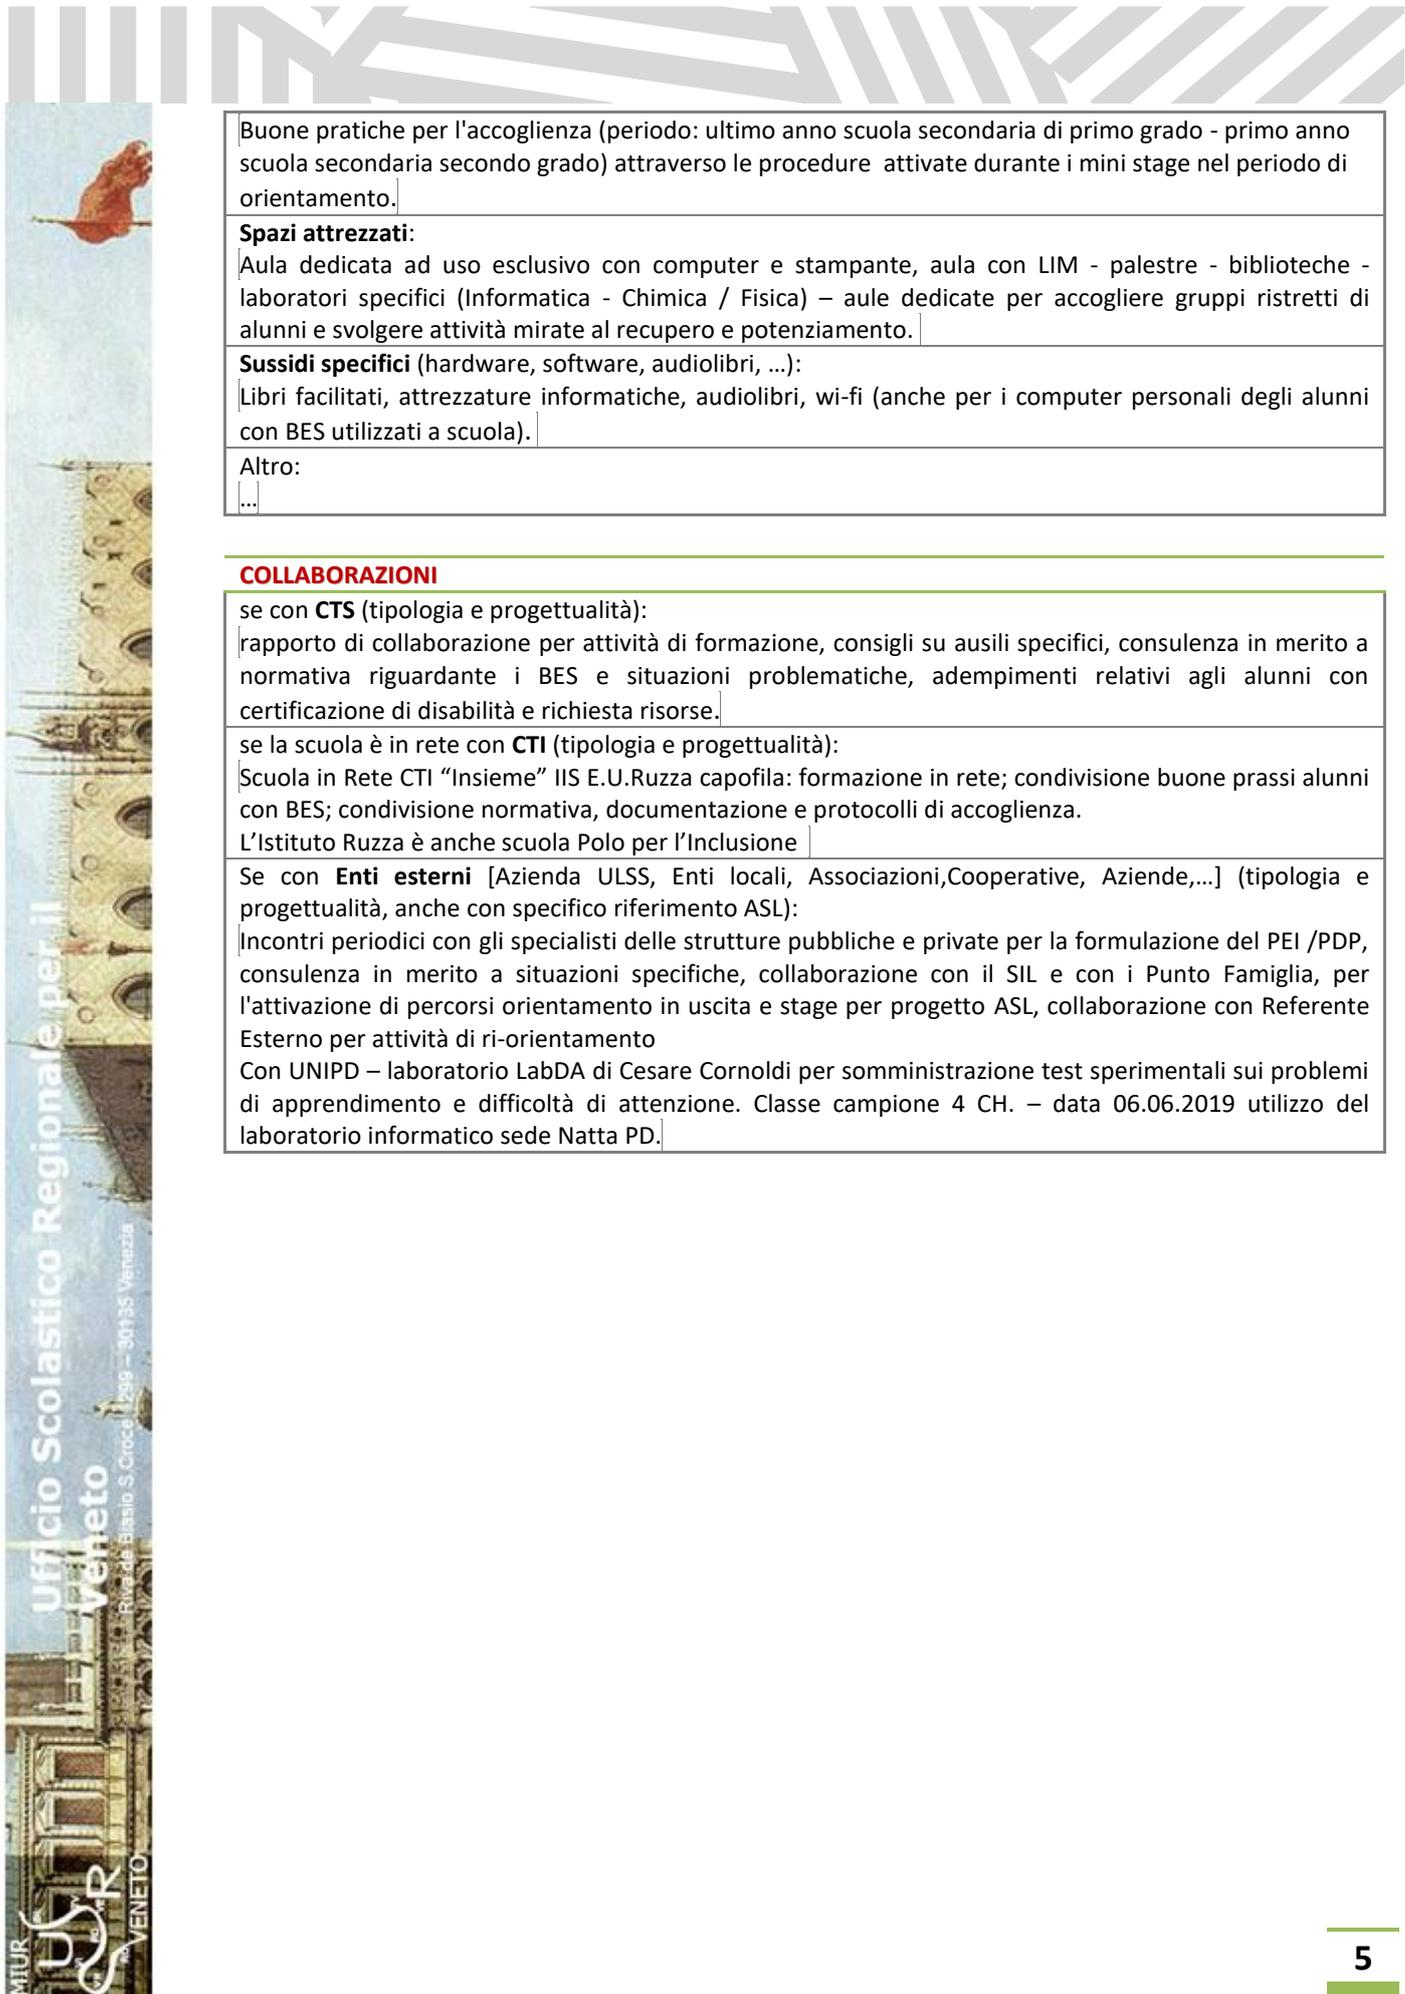 Buone pratiche per l'accoglienza (periodo: ultimo anno scuola secondaria di primo grado - primo anno
scuola secondaria secondo grado) attraverso le procedure  attivate durante i mini stage nel periodo di
orientamento.
Spazi attrezzati:
Aula dedicata ad uso esclusivo con computer e stampante, aula con LIM - palestre - biblioteche -
laboratori specifici (Informatica - Chimica / Fisica) – aule dedicate per accogliere gruppi ristretti di
alunni e svolgere attività mirate al recupero e potenziamento.
Sussidi specifici (hardware, software, audiolibri, …):
Libri facilitati, attrezzature informatiche, audiolibri, wi-fi (anche per i computer personali degli alunni
con BES utilizzati a scuola).
Altro:
...
COLLABORAZIONI
se con CTS (tipologia e progettualità):
rapporto di collaborazione per attività di formazione, consigli su ausili specifici, consulenza in merito a
normativa riguardante i BES e situazioni problematiche, adempimenti relativi agli alunni con
certificazione di disabilità e richiesta risorse.
se la scuola è in rete con CTI (tipologia e progettualità):
Scuola in Rete CTI “Insieme” IIS E.U.Ruzza capofila: formazione in rete; condivisione buone prassi alunni
con BES; condivisione normativa, documentazione e protocolli di accoglienza.
L’Istituto Ruzza è anche scuola Polo per l’Inclusione
Se con Enti esterni [Azienda ULSS, Enti locali, Associazioni,Cooperative, Aziende,…] (tipologia e
progettualità, anche con specifico riferimento ASL):
Incontri periodici con gli specialisti delle strutture pubbliche e private per la formulazione del PEI /PDP,
consulenza in merito a situazioni specifiche, collaborazione con il SIL e con i Punto Famiglia, per
l'attivazione di percorsi orientamento in uscita e stage per progetto ASL, collaborazione con Referente
Esterno per attività di ri-orientamento
Con UNIPD – laboratorio LabDA di Cesare Cornoldi per somministrazione test sperimentali sui problemi
di apprendimento e difficoltà di attenzione. Classe campione 4 CH. – data 06.06.2019 utilizzo del
laboratorio informatico sede Natta PD.
Ufficio Scolastico Regionale per il
Veneto
Riva de Biasio S.Croce 1299 – 30135 Venezia
MIUR
USR
VENETO
5